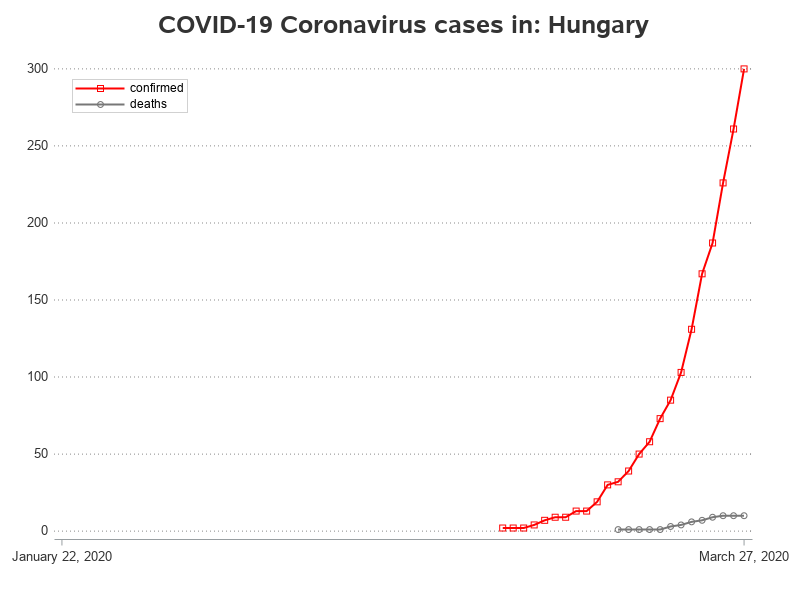 COVID-19 Coronavirus cases in: Hungary
300
confirmed
deaths
250
200
150
100
50
0
January 22, 2020
March 27, 2020